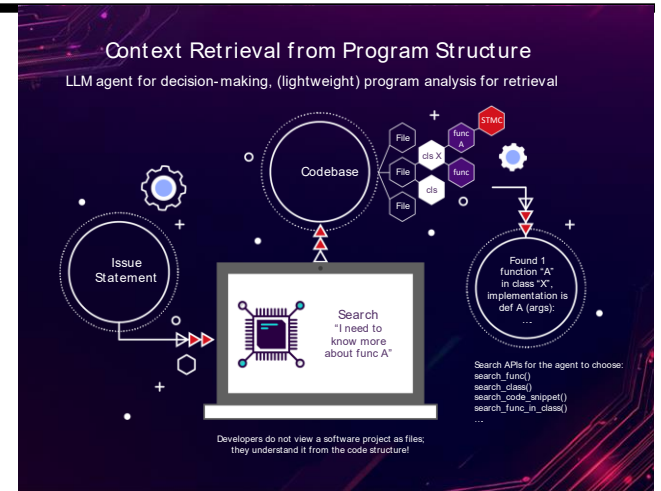 Context Retrieval from Program Structure
LLM agent for decision-making, (lightweight) program analysis for retrieval
STMC
func
A
File
cls X
Codebase
File
func
cls
File
Issue
Statement
Found 1
function “A”
in class “X”,
implementation is
def A (args):
...
Search
“I need to
know more
about func A”
Search APIs for the agent to choose:
search_func()
search_class()
search_code_snippet()
search_func_in_class()
...
Developers do not view a software project as files;
they understand it from the code structure!